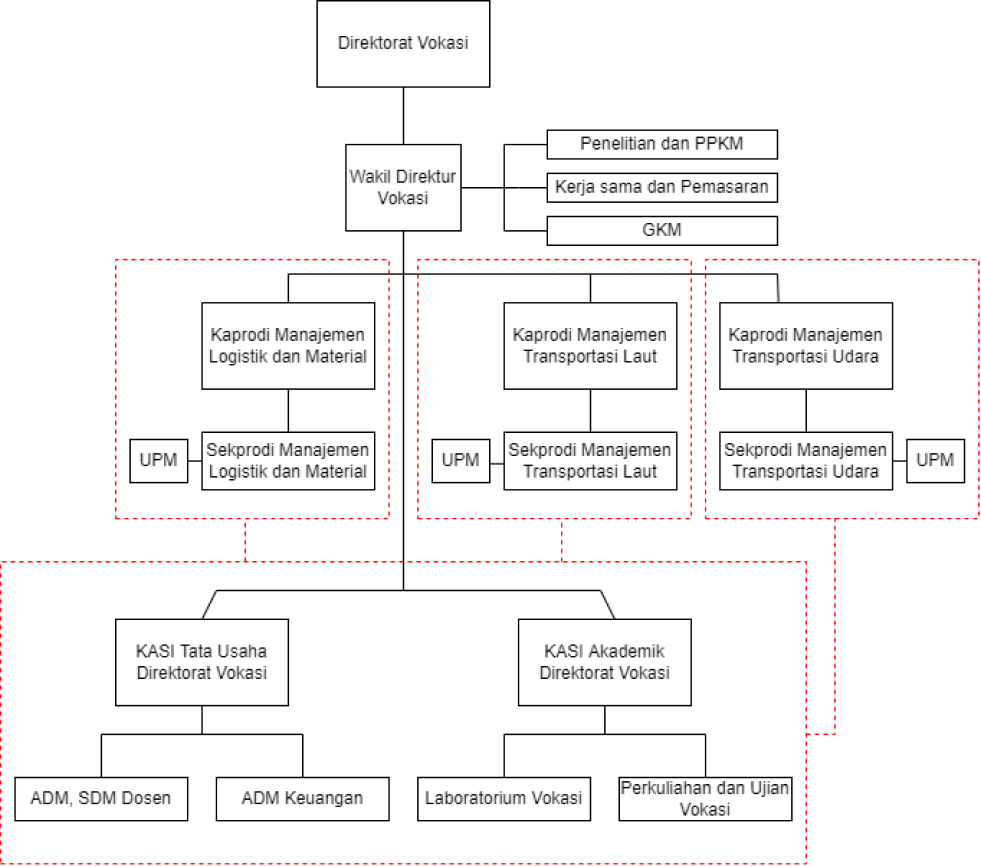 Direktorat Vokasi
Wakil Direktur
Vokasi
Penelitian dan PPKM
Kerja sama dan Pemasaran
GKM
Kaprodi Manajemen
Logistik dan Material
Kaprodi Manajemen
Transportasi Laut
Kaprodi Manajemen
Transportasi Udara
UPM
Sekprodi Manajemen
Logistik dan Material
UPM
Sekprodi Manajemen
Transportasi Laut
Sekprodi Manajemen
Transportasi Udara
UPM
KASI Tata Usaha
Direktorat Vokasi
KASI Akademik
Direktorat Vokasi
ADM, SDM Dosen
ADM Keuangan
Laboratorium Vokasi
Perkuliahan dan Ujian
Vokasi